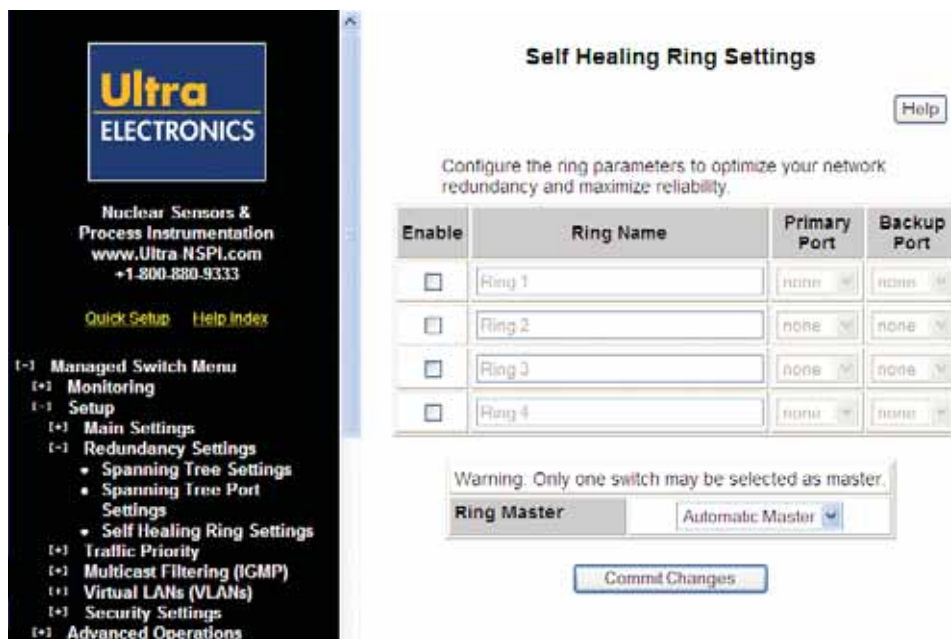 Ultra
ELECTRONICS
Nuclear Sensors &
Process Instrumentation
www.Ultra-NSPI.com
+1-800-880-9333
Quick Setup Help Index
[-] Managed Switch Menu
[+] Monitoring
[-] Setup
[+] Main Settings
[-] Redundancy Settings
• Spanning Tree Settings
• Spanning Tree Port
Settings
• Self Healing Ring Settings
[+] Traffic Priority
[+] Multicast Filtering (IGMP)
[+] Virtual LANs (VLANs)
[+] Security Settings
[+] Advanced Operations
Self Healing Ring Settings
Help
Configure the ring parameters to optimize your network
redundancy and maximize reliability.
Enable Ring Name Primary Port Backup Port
Ring 1 none none
Ring 2 none none
Ring 3 none none
Ring 4 none none
Warning: Only one switch may be selected as master.
Ring Master Automatic Master
Commit Changes